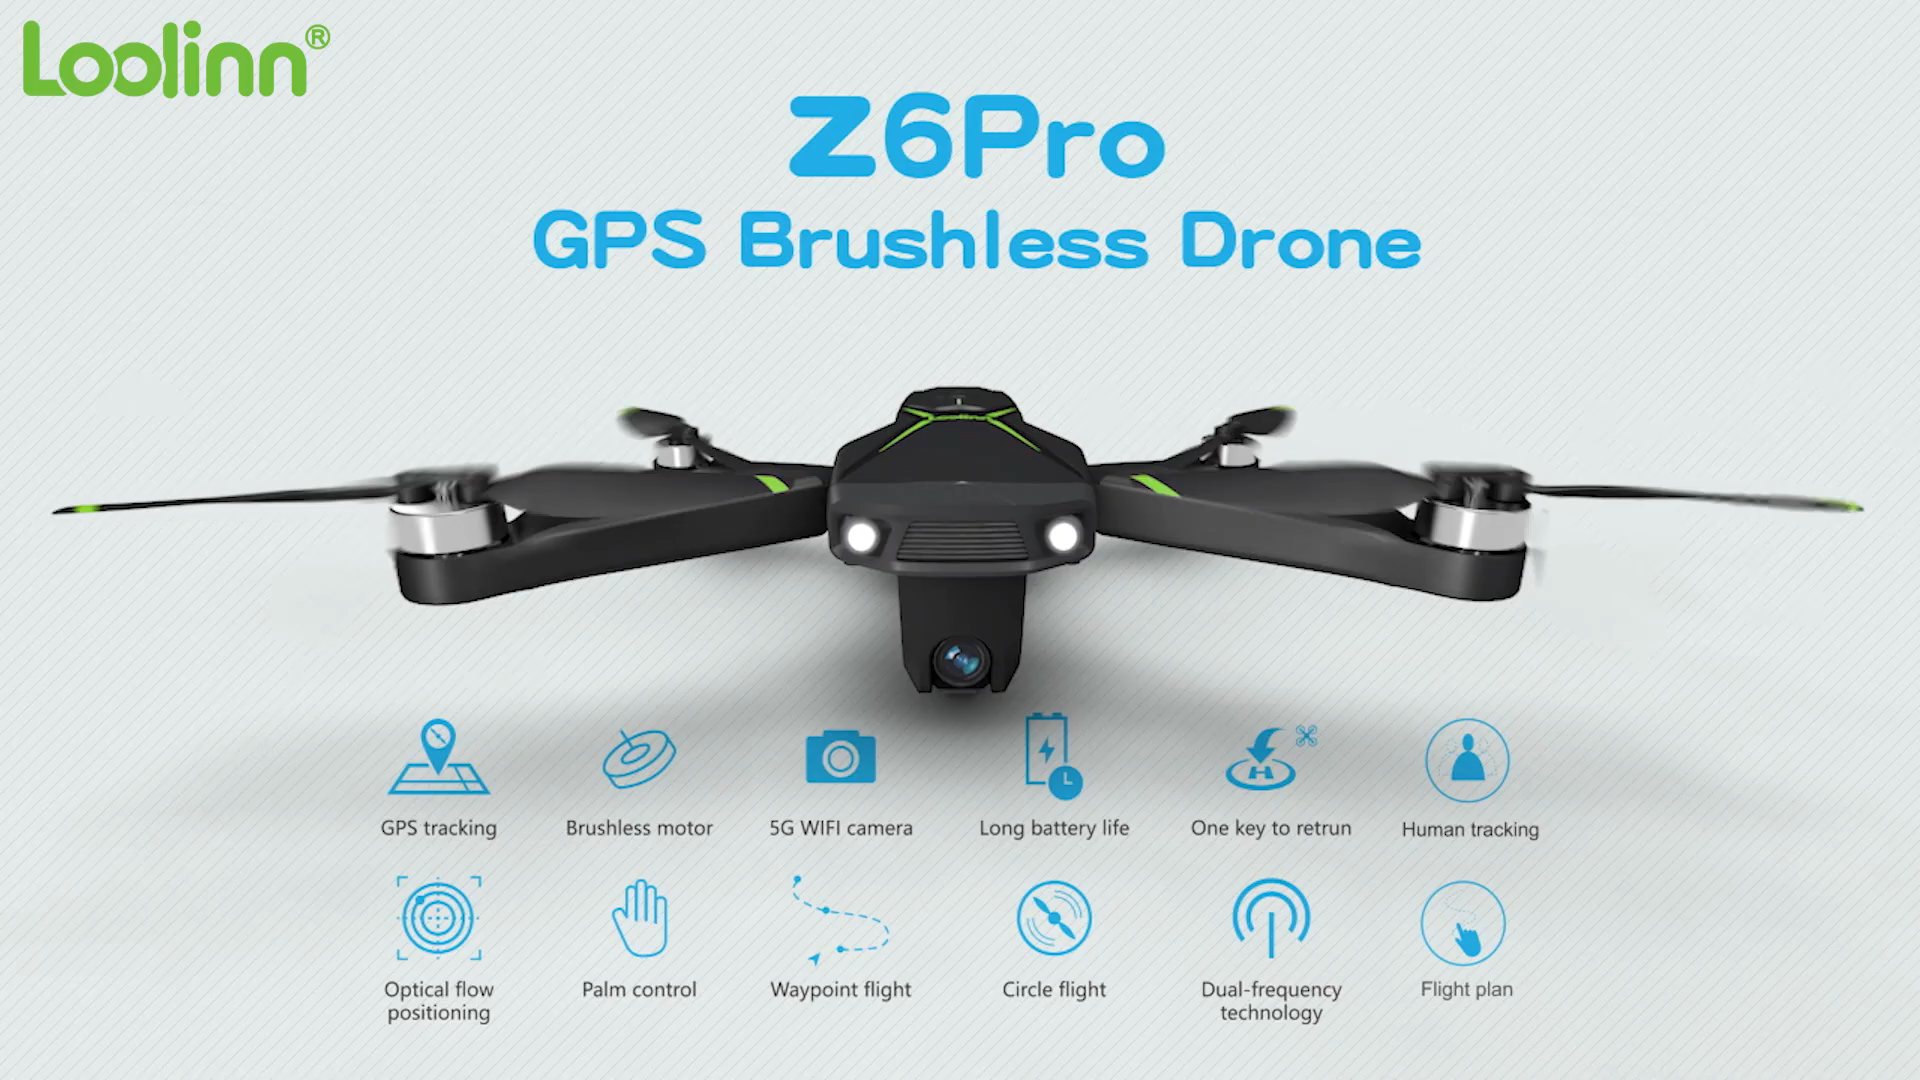 Loolinn®
Z6Pro
GPS Brushless Drone
Loolinn
H
GPS tracking
Brushless motor
5G WIFI camera
Long battery life
One key to retrun
Human tracking
Optical flow
positioning
Palm control
Waypoint flight
Circle flight
Dual-frequency
technology
Flight plan